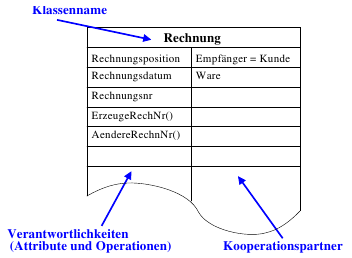 Klassenname
Rechnung
Rechnungsposition Empfänger = Kunde
Rechnungsdatum Ware
Rechnungsnr
ErzeugeRechNr()
AendereRechnNr()
Verantwortlichkeiten
(Attribute und Operationen) Kooperationspartner